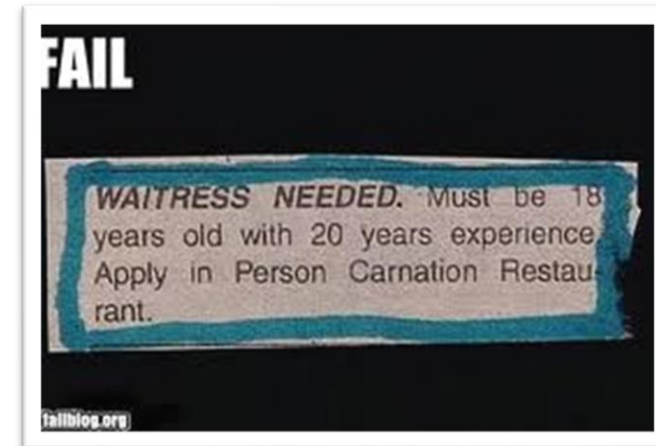 FAIL
WAITRESS NEEDED. Must be 18
years old with 20 years experience
Apply in Person Carnation Restau-
rant.
failblog.org